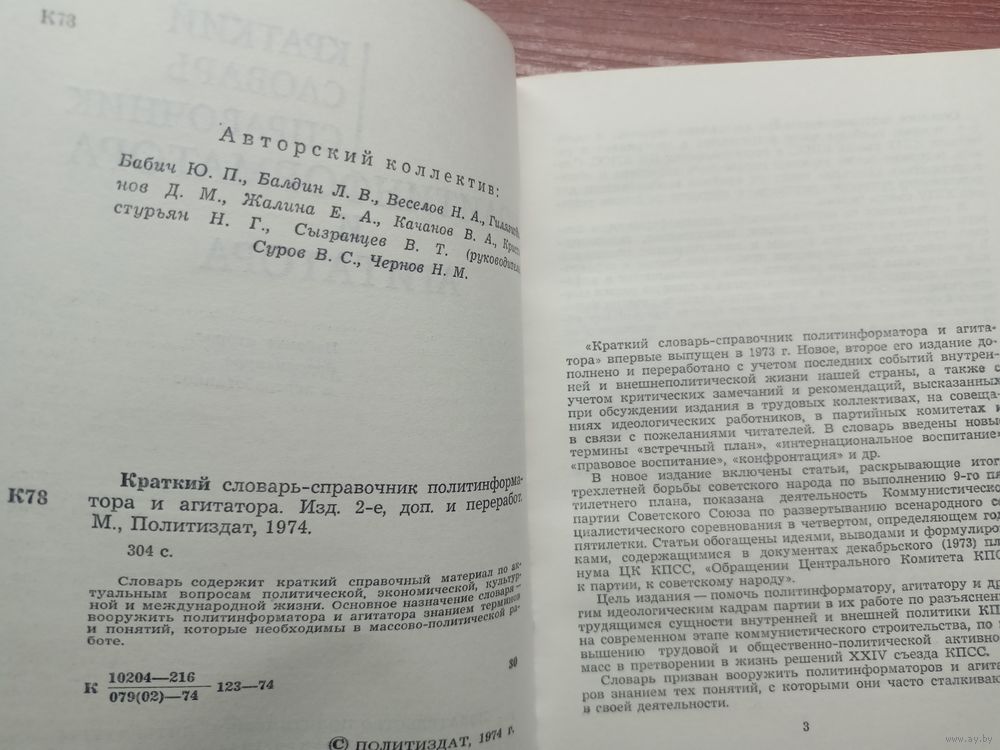 К73
Авторский коллектив:
Бабич Ю. П., Балдин Л. В., Веселов Н. А.,
нов Д. М., Жалина Е. А., Качанов В. А.,
стурьян Н. Г., Сызранцев В. Т. (руководитель)
Суров В. С., Чернов Н. М.
К73
Краткий словарь-справочник политинформа-
тора и агитатора. Изд. 2-е, доп. и переработ.
М., Политиздат, 1974.
304 с.
Словарь содержит краткий справочный материал по ак-
туальным вопросам политической, экономической, культур-
ной и международной жизни. Основное назначение словаря —
вооружить политинформатора и агитатора знанием терминов
и понятий, которые необходимы в массово-политической ра-
боте.
К 10204—216
079(02)—74 123—74
30
© ПОЛИТИЗДАТ, 1974 г.
«Краткий словарь-справочник политинформатора и агита-
тора» впервые выпущен в 1973 г. Новое, второе его издание до-
полнено и переработано с учетом последних событий внутрен-
ней и внешнеполитической жизни нашей страны, а также с
учетом критических замечаний и рекомендаций, высказанных
при обсуждении издания в трудовых коллективах, на совеща-
ниях идеологических работников, в партийных комитетах и
в связи с пожеланиями читателей. В словарь введены новые
термины «встречный план», «интернациональное воспитание»,
«правовое воспитание», «конфронтация» и др.
В новое издание включены статьи, раскрывающие итоги
трехлетней борьбы советского народа по выполнению 9-го пя-
тилетнего плана, показана деятельность Коммунистической
партии Советского Союза по развертыванию всенародного со-
циалистического соревнования в четвертом, определяющем году
пятилетки. Статьи обогащены идеями, выводами и формулиров-
ками, содержащимися в документах декабрьского (1973) пле-
нума ЦК КПСС, «Обращении Центрального Комитета КПСС
к партии, к советскому народу».
Цель издания — помочь политинформатору, агитатору и дру-
гим идеологическим кадрам партии в их работе по разъяснению
трудящимся сущности внутренней и внешней политики КПСС
на современном этапе коммунистического строительства, по по-
вышению трудовой и общественно-политической активности
масс в претворении в жизнь решений XXIV съезда КПСС.
Словарь призван вооружить политинформаторов и агитато-
ров знанием тех понятий, с которыми они часто сталкиваются
в своей деятельности.
3
www.ay.by